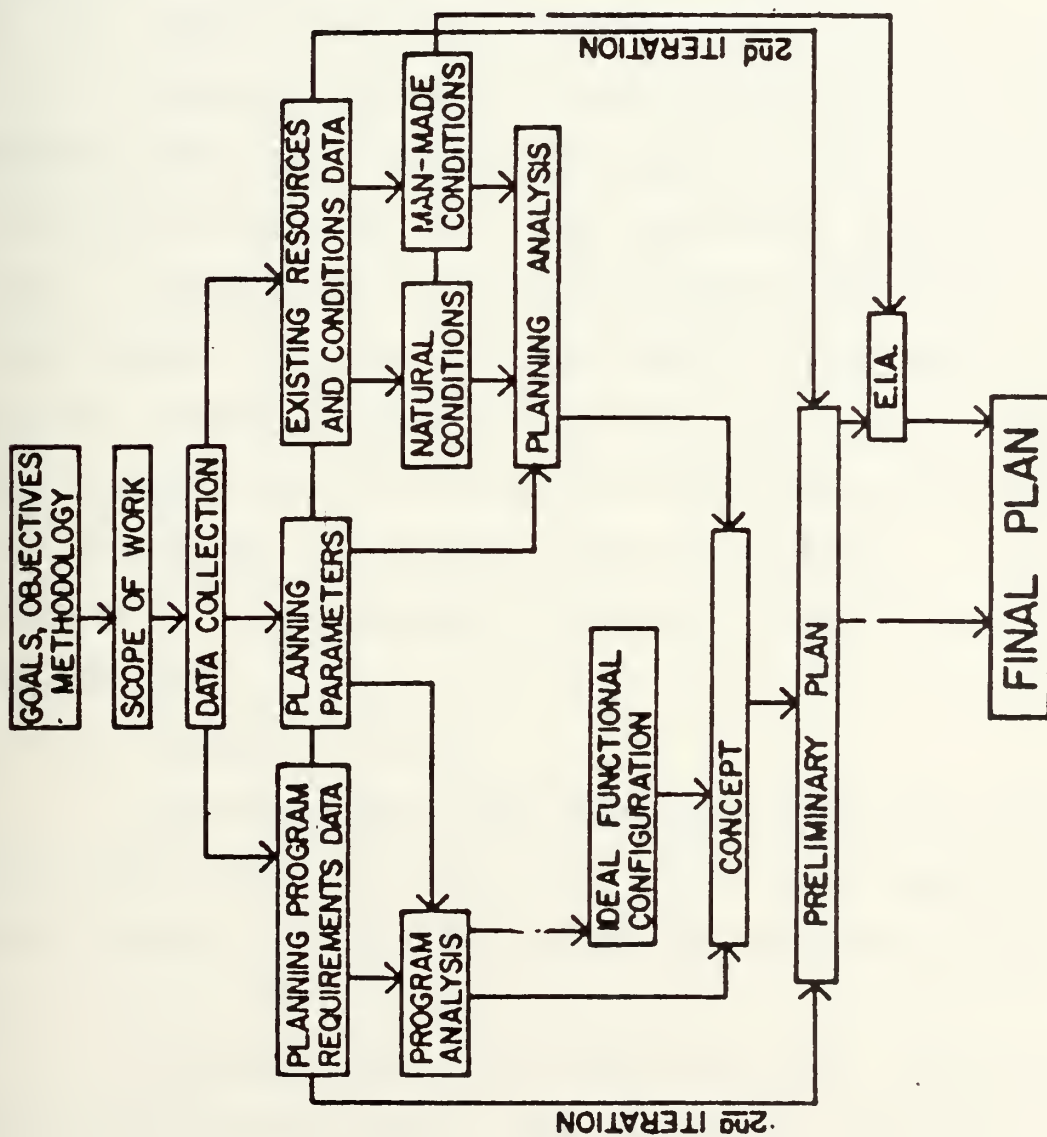 GOALS, OBJECTIVES
METHODOLOGY
SCOPE OF WORK
DATA COLLECTION
PLANNING PROGRAM
REQUIREMENTS DATA
PLANNING
PARAMETERS
EXISTING RESOURCES
AND CONDITIONS DATA
PROGRAM
ANALYSIS
NATURAL
CONDITIONS
MAN-MADE
CONDITIONS
PLANNING ANALYSIS
IDEAL FUNCTIONAL
CONFIGURATION
CONCEPT
PRELIMINARY PLAN
E.I.A.
FINAL PLAN
2nd ITERATION
2nd ITERATION